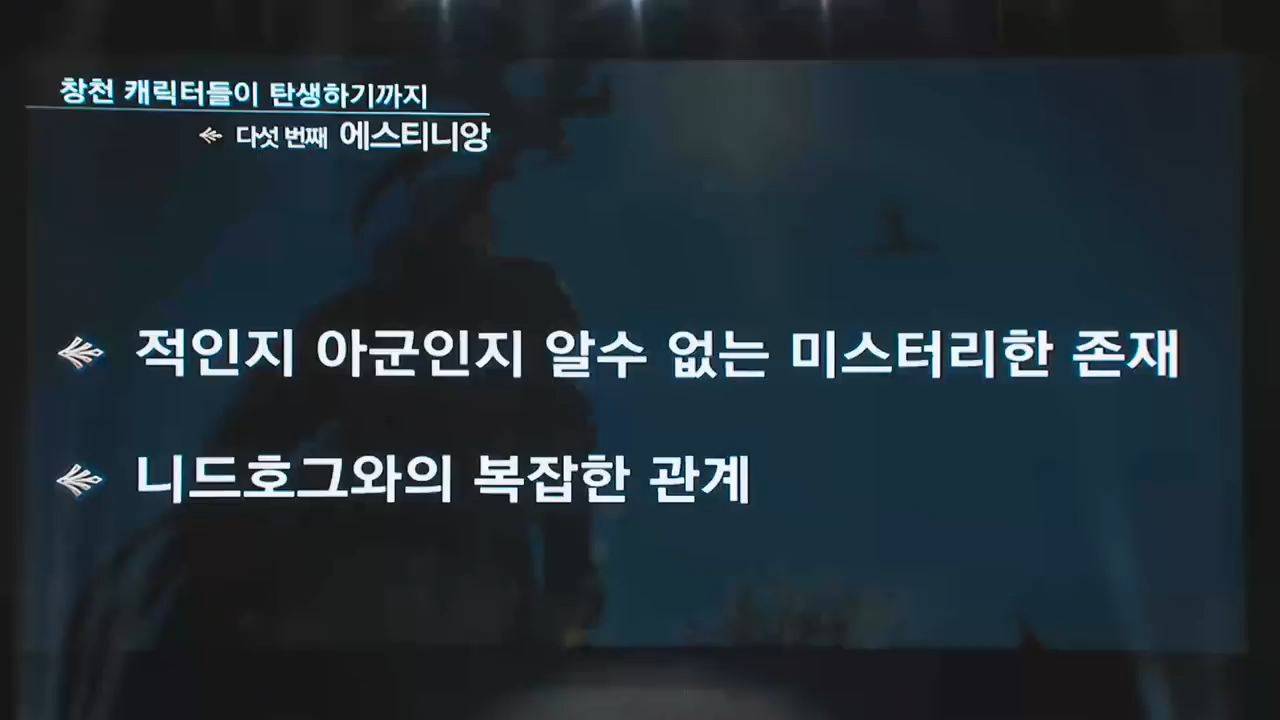 창천 캐릭터들이 탄생하기까지
다섯 번째 에스티니앙
적인지 아군인지 알수 없는 미스터리한 존재
니드호그와의 복잡한 관계